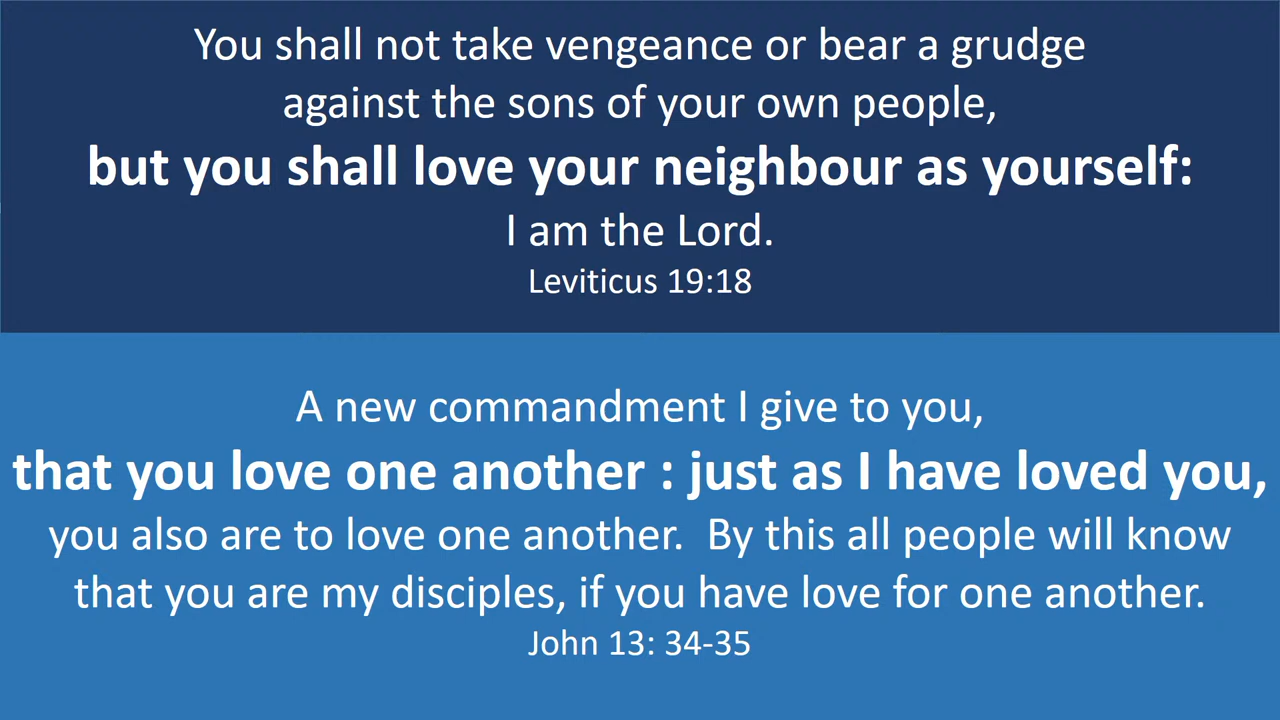 You shall not take vengeance or bear a grudge
against the sons of your own people,
but you shall love your neighbour as yourself:
I am the Lord.
Leviticus 19:18
A new commandment I give to you,
that you love one another : just as I have loved you,
you also are to love one another.  By this all people will know
that you are my disciples, if you have love for one another.
John 13: 34-35